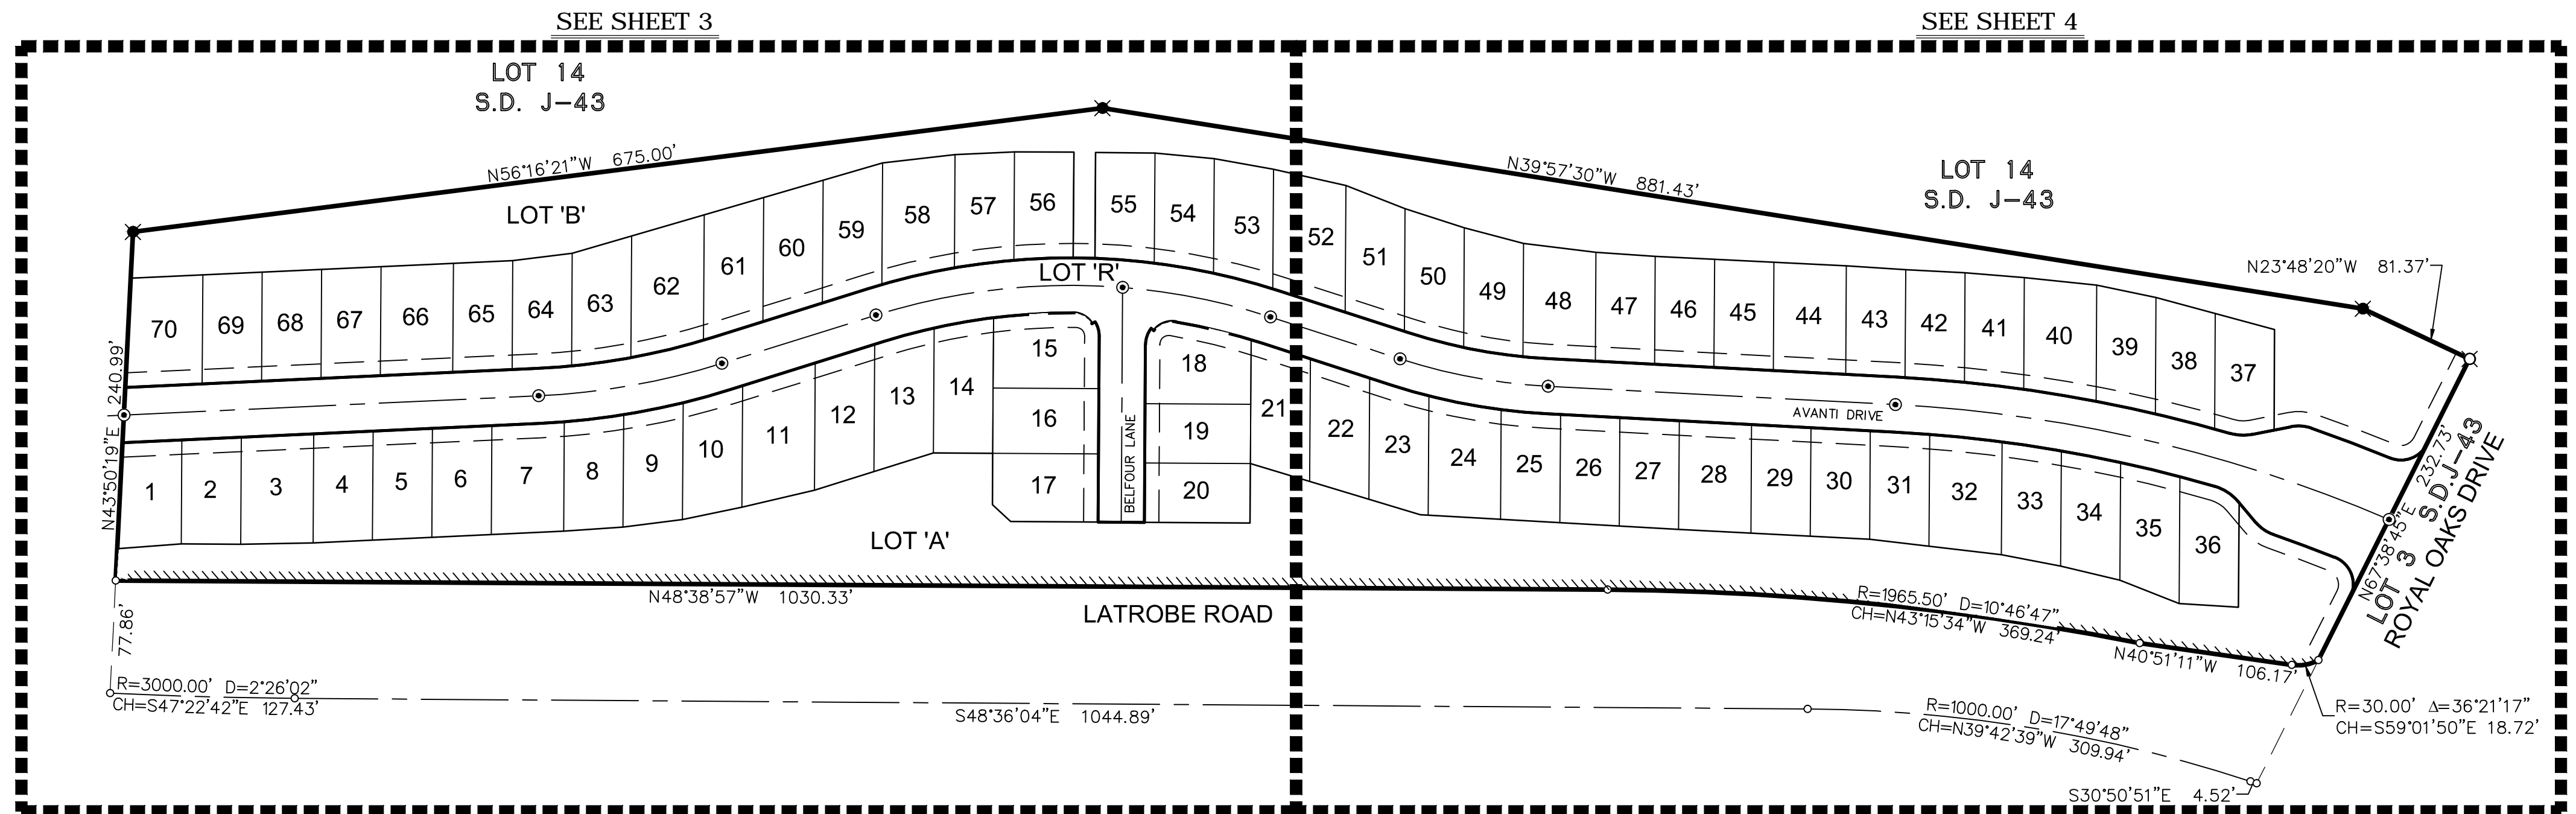 SEE SHEET 3
SEE SHEET 4
LOT 14
S.D. J-43
N56°16'21"W 675.00'
LOT 'B'
N39°57'30"W 881.43'
LOT 14
S.D. J-43
N23°48'20"W 81.37'
70
69
68
67
66
65
64
63
62
61
60
59
58
57
56
55
54
53
52
51
50
49
48
47
46
45
44
43
42
41
40
39
38
37
LOT 'R'
AVANTI DRIVE
BELFOUR LANE
N43°50'19"E 240.99'
1
2
3
4
5
6
7
8
9
10
11
12
13
14
15
16
17
18
19
20
21
22
23
24
25
26
27
28
29
30
31
32
33
34
35
36
LOT 'A'
N67°38'45"E 232.73'
LOT 3 S.D.J-43
ROYAL OAKS DRIVE
N48°38'57"W 1030.33'
LATROBE ROAD
R=1965.50' D=10°46'47"
CH=N43°15'34"W 369.24'
N40°51'11"W 106.17'
R=30.00' Δ=36°21'17"
CH=S59°01'50"E 18.72'
77.86'
R=3000.00' D=2°26'02"
CH=S47°22'42"E 127.43'
S48°36'04"E 1044.89'
R=1000.00' D=17°49'48"
CH=N39°42'39"W 309.94'
S30°50'51"E 4.52'